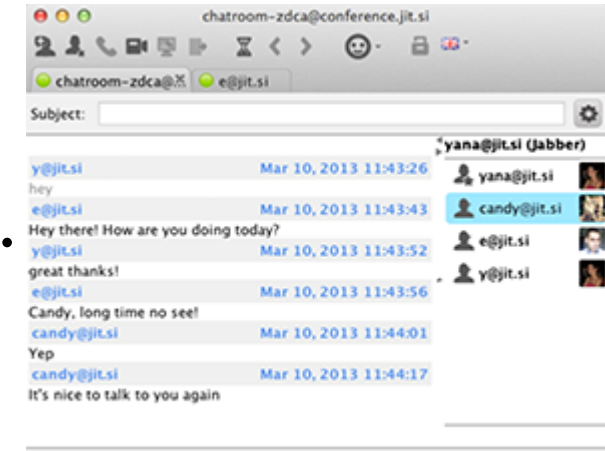 chatroom-zdca@conference.jit.si
chatroom-zdca@ e@jit.si
Subject:
yana@jit.si (Jabber)
y@jit.si Mar 10, 2013 11:43:26
hey
e@jit.si Mar 10, 2013 11:43:43
Hey there! How are you doing today?
y@jit.si Mar 10, 2013 11:43:52
great thanks!
e@jit.si Mar 10, 2013 11:43:56
Candy, long time no see!
candy@jit.si Mar 10, 2013 11:44:01
Yep
candy@jit.si Mar 10, 2013 11:44:17
It's nice to talk to you again
yana@jit.si
candy@jit.si
e@jit.si
y@jit.si